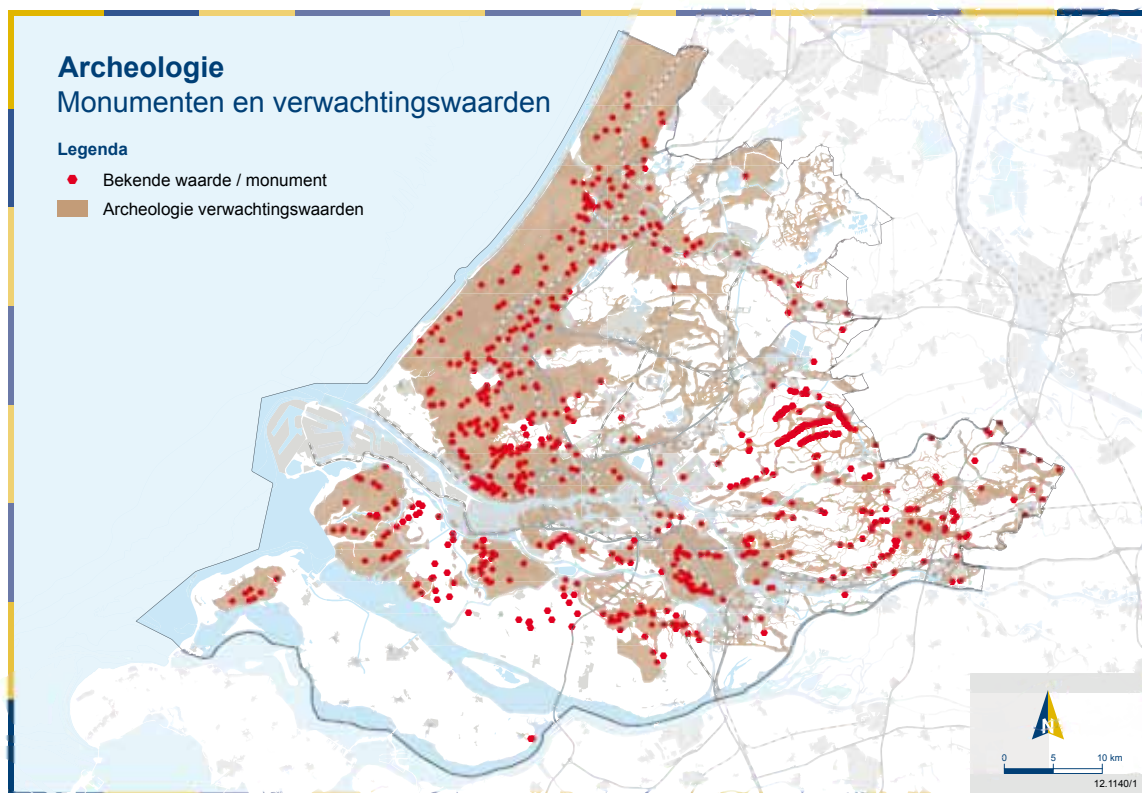 Archeologie
Monumenten en verwachtingswaarden
Legenda
Bekende waarde / monument
Archeologie verwachtingswaarden
N
0 5 10 km
12.1140/1